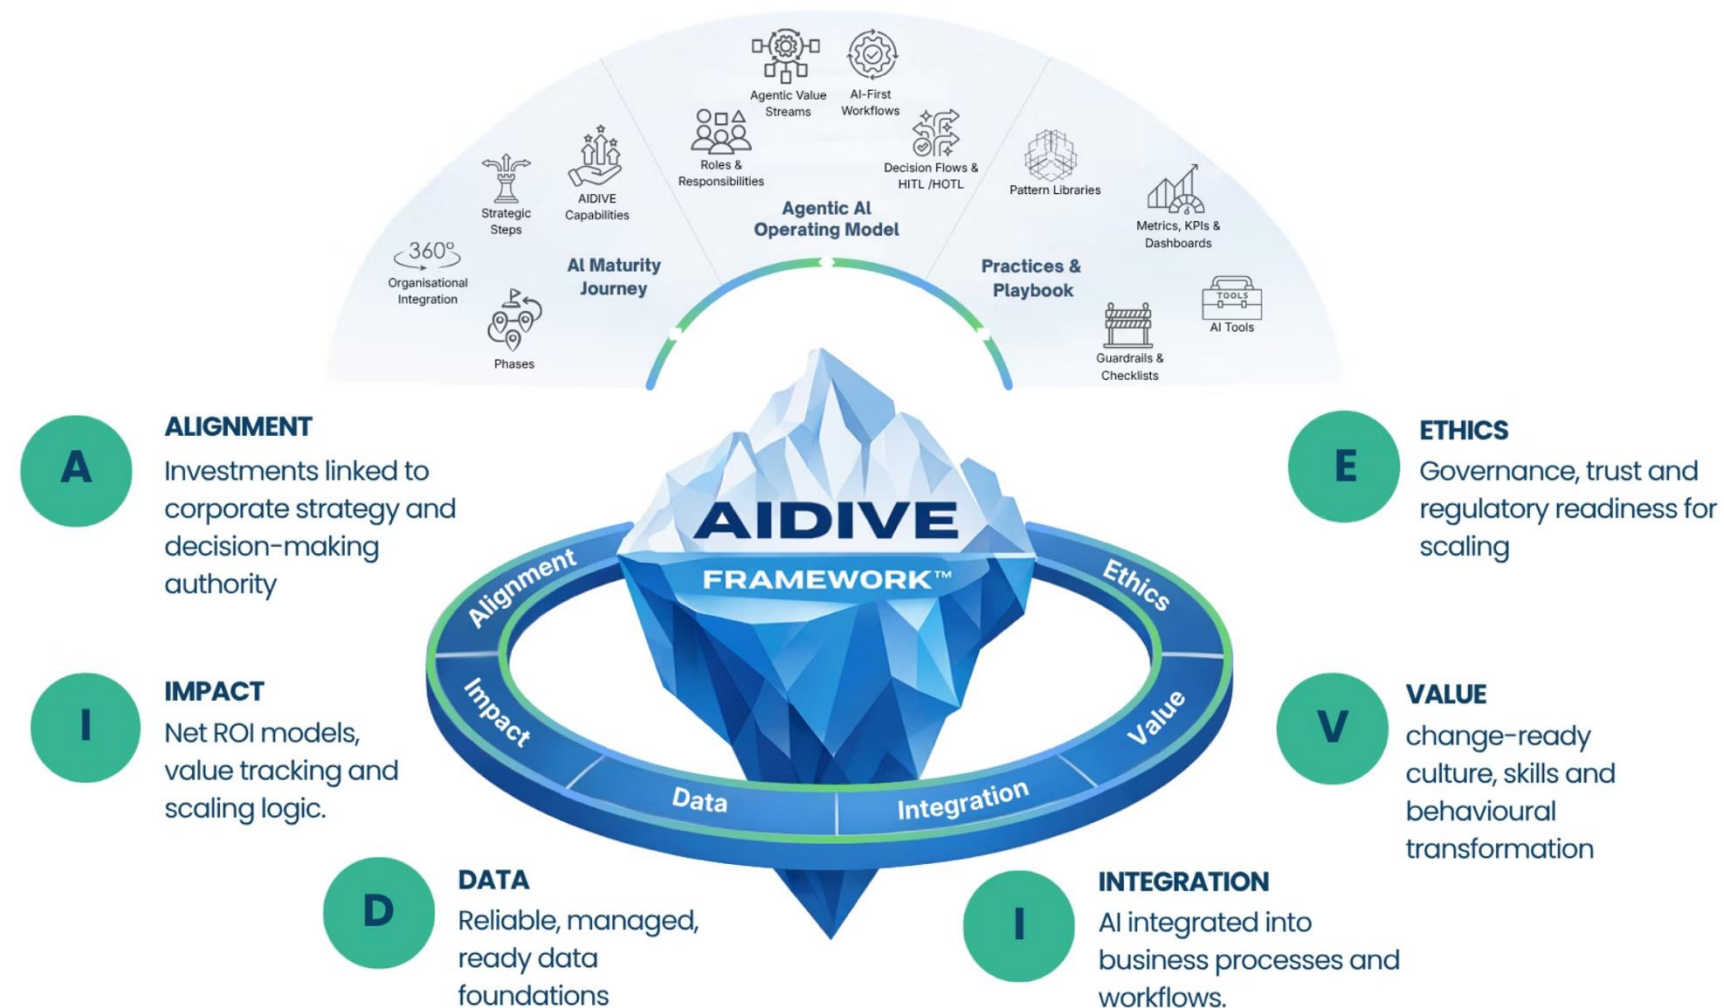 Agentic Value
Streams
AI-First
Workflows
Roles &
Responsibilities
Decision Flows &
HITL /HOTL
Agentic AI
Operating Model
Strategic
Steps
AIDIVE
Capabilities
360°
Organisational
Integration
Phases
AI Maturity
Journey
Pattern Libraries
Metrics, KPIs &
Dashboards
TOOLS
AI Tools
Guardrails &
Checklists
Practices &
Playbook
A
ALIGNMENT
Investments linked to
corporate strategy and
decision-making
authority
I
IMPACT
Net ROI models,
value tracking and
scaling logic.
D
DATA
Reliable, managed,
ready data
foundations
I
INTEGRATION
AI integrated into
business processes and
workflows.
V
VALUE
change-ready
culture, skills and
behavioural
transformation
E
ETHICS
Governance, trust and
regulatory readiness for
scaling
AIDIVE
FRAMEWORK™
Alignment
Impact
Data
Integration
Value
Ethics